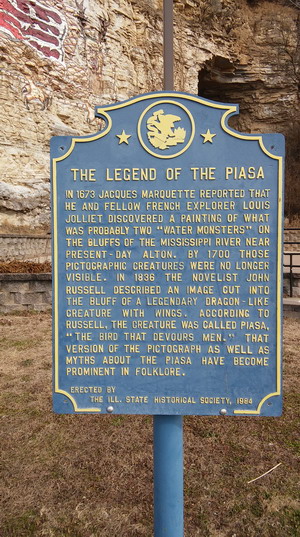 THE LEGEND OF THE PIASA
IN 1673 JACQUES MARQUETTE REPORTED THAT
HE AND FELLOW FRENCH EXPLORER LOUIS
JOLLIET DISCOVERED A PAINTING OF WHAT
WAS PROBABLY TWO "WATER MONSTERS" ON
THE BLUFFS OF THE MISSISSIPPI RIVER NEAR
PRESENT-DAY ALTON. BY 1700 THOSE
PICTOGRAPHIC CREATURES WERE NO LONGER
VISIBLE. IN 1836 THE NOVELIST JOHN
RUSSELL DESCRIBED AN IMAGE CUT INTO
THE BLUFF OF A LEGENDARY DRAGON-LIKE
CREATURE WITH WINGS. ACCORDING TO
RUSSELL, THE CREATURE WAS CALLED PIASA,
"THE BIRD THAT DEVOURS MEN." THAT
VERSION OF THE PICTOGRAPH AS WELL AS
MYTHS ABOUT THE PIASA HAVE BECOME
PROMINENT IN FOLKLORE.
ERECTED BY
THE ILL. STATE HISTORICAL SOCIETY, 1984